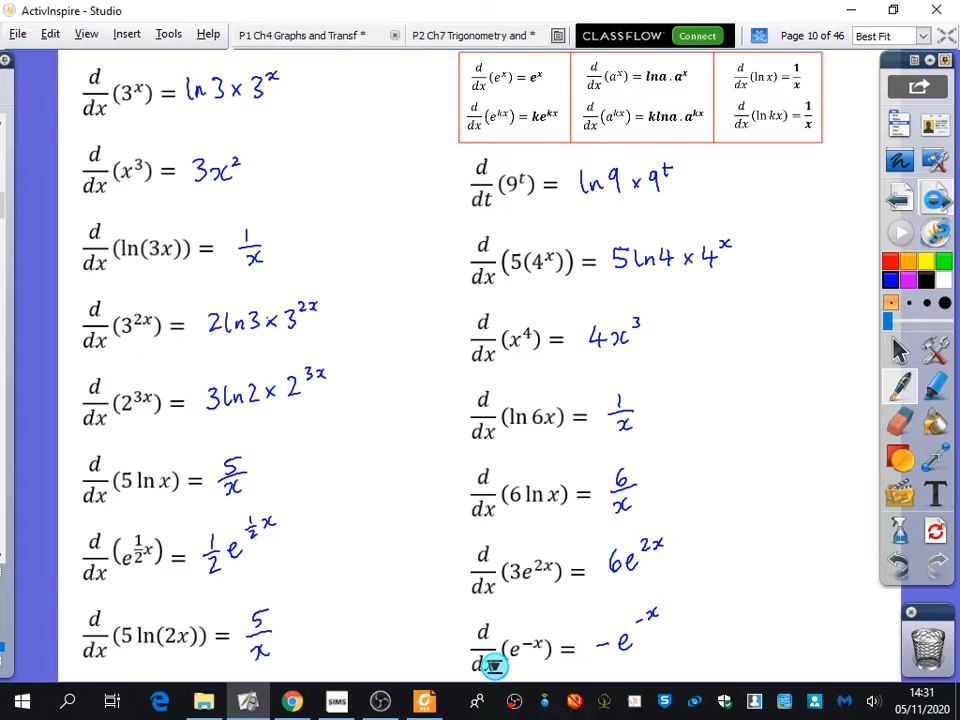 ActivInspire - Studio
File Edit View Insert Tools Help
P1 Ch4 Graphs and Transf *
P2 Ch7 Trigonometry and *
CLASSFLOW Connect
Page 10 of 46
Best Fit
d/dx (e^x) = e^x
d/dx (a^x) = lna . a^x
d/dx (ln x) = 1/x
d/dx (e^{kx}) = ke^{kx}
d/dx (a^{kx}) = klna . a^{kx}
d/dx (ln kx) = 1/x
d/dx (3^x) = ln 3 × 3^x
d/dx (x^3) = 3x^2
d/dx (ln(3x)) = 1/x
d/dx (3^{2x}) = 2 ln 3 × 3^{2x}
d/dx (2^{3x}) = 3 ln 2 × 2^{3x}
d/dx (5 ln x) = 5/x
d/dx (e^{1/2 x}) = 1/2 e^{1/2 x}
d/dx (5 ln(2x)) = 5/x
d/dt (9^t) = ln 9 × 9^t
d/dx (5(4^x)) = 5 ln 4 × 4^x
d/dx (x^4) = 4x^3
d/dx (ln 6x) = 1/x
d/dx (6 ln x) = 6/x
d/dx (3e^{2x}) = 6e^{2x}
d/dx (e^{-x}) = -e^{-x}
SIMS
14:31
05/11/2020